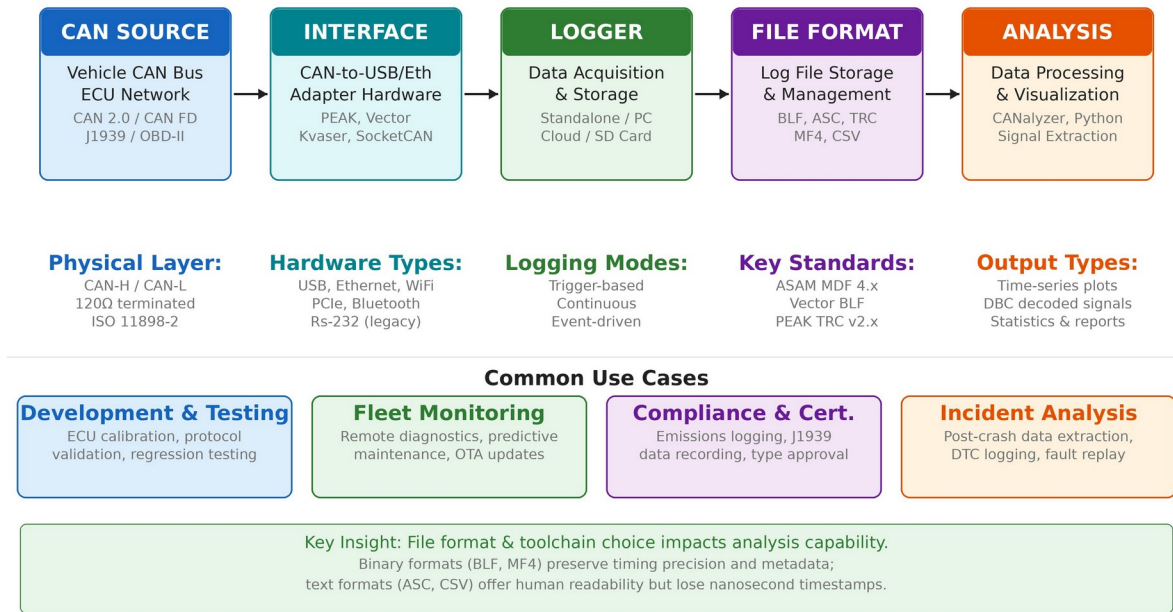 CAN SOURCE
Vehicle CAN Bus
ECU Network
CAN 2.0 / CAN FD
J1939 / OBD-II
INTERFACE
CAN-to-USB/Eth
Adapter Hardware
PEAK, Vector
Kvaser, SocketCAN
LOGGER
Data Acquisition
& Storage
Standalone / PC
Cloud / SD Card
FILE FORMAT
Log File Storage
& Management
BLF, ASC, TRC
MF4, CSV
ANALYSIS
Data Processing
& Visualization
CANalyzer, Python
Signal Extraction
Physical Layer:
CAN-H / CAN-L
120Ω terminated
ISO 11898-2
Hardware Types:
USB, Ethernet, WiFi
PCIe, Bluetooth
Rs-232 (legacy)
Logging Modes:
Trigger-based
Continuous
Event-driven
Key Standards:
ASAM MDF 4.x
Vector BLF
PEAK TRC v2.x
Output Types:
Time-series plots
DBC decoded signals
Statistics & reports
Common Use Cases
Development & Testing
ECU calibration, protocol
validation, regression testing
Fleet Monitoring
Remote diagnostics, predictive
maintenance, OTA updates
Compliance & Cert.
Emissions logging, J1939
data recording, type approval
Incident Analysis
Post-crash data extraction,
DTC logging, fault replay
Key Insight: File format & toolchain choice impacts analysis capability.
Binary formats (BLF, MF4) preserve timing precision and metadata;
text formats (ASC, CSV) offer human readability but lose nanosecond timestamps.